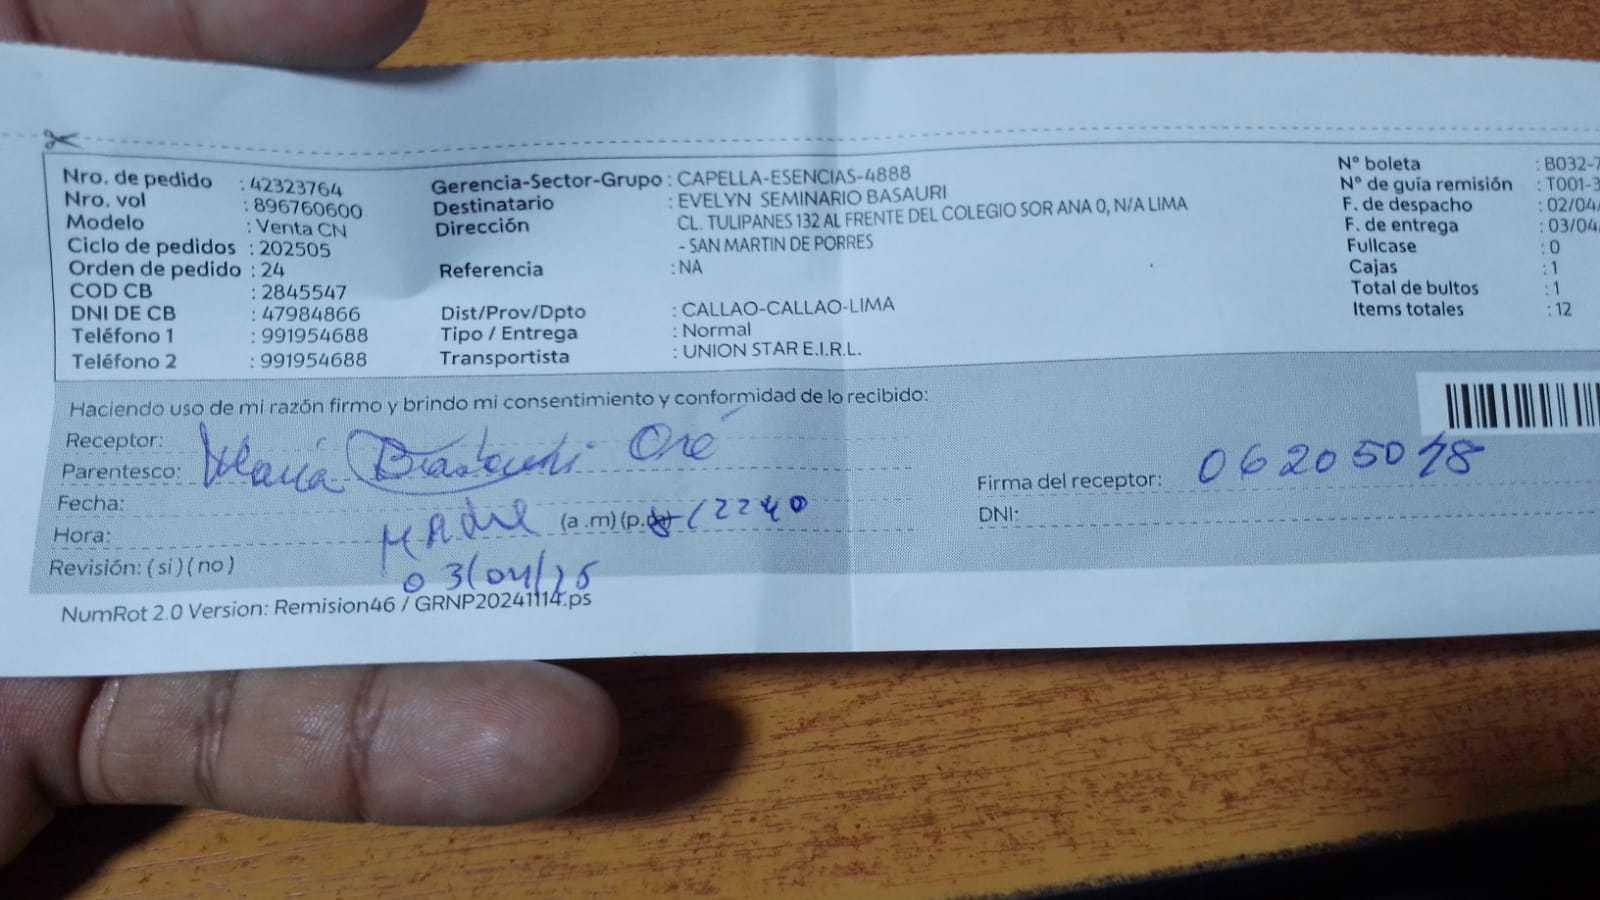 Nro. de pedido : 42323764
Nro. vol : 896760600
Modelo : Venta CN
Ciclo de pedidos : 202505
Orden de pedido : 24
COD CB : 2845547
DNI DE CB : 47984866
Teléfono 1 : 991954688
Teléfono 2 : 991954688
Gerencia-Sector-Grupo : CAPELLA-ESENCIAS-4888
Destinatario : EVELYN SEMINARIO BASAURI
Dirección CL. TULIPANES 132 AL FRENTE DEL COLEGIO SOR ANA 0, N/A LIMA
- SAN MARTIN DE PORRES
Referencia : NA
Dist/Prov/Dpto : CALLAO-CALLAO-LIMA
Tipo / Entrega : Normal
Transportista : UNION STAR E.I.R.L.
N° boleta : B032-7
N° de guía remisión : T001-3
F. de despacho : 02/04/
F. de entrega : 03/04
Fullcase : 0
Cajas : 1
Total de bultos : 1
Items totales : 12
Haciendo uso de mi razón firmo y brindo mi consentimiento y conformidad de lo recibido:
Receptor:
María Oré
Parentesco:
Fecha:
Madre (a .m) (p. 12240
Hora:
03/04/25
Revisión: ( si ) ( no )
Firma del receptor: 06205018
DNI:
NumRot 2.0 Version: Remision46 / GRNP20241114.ps